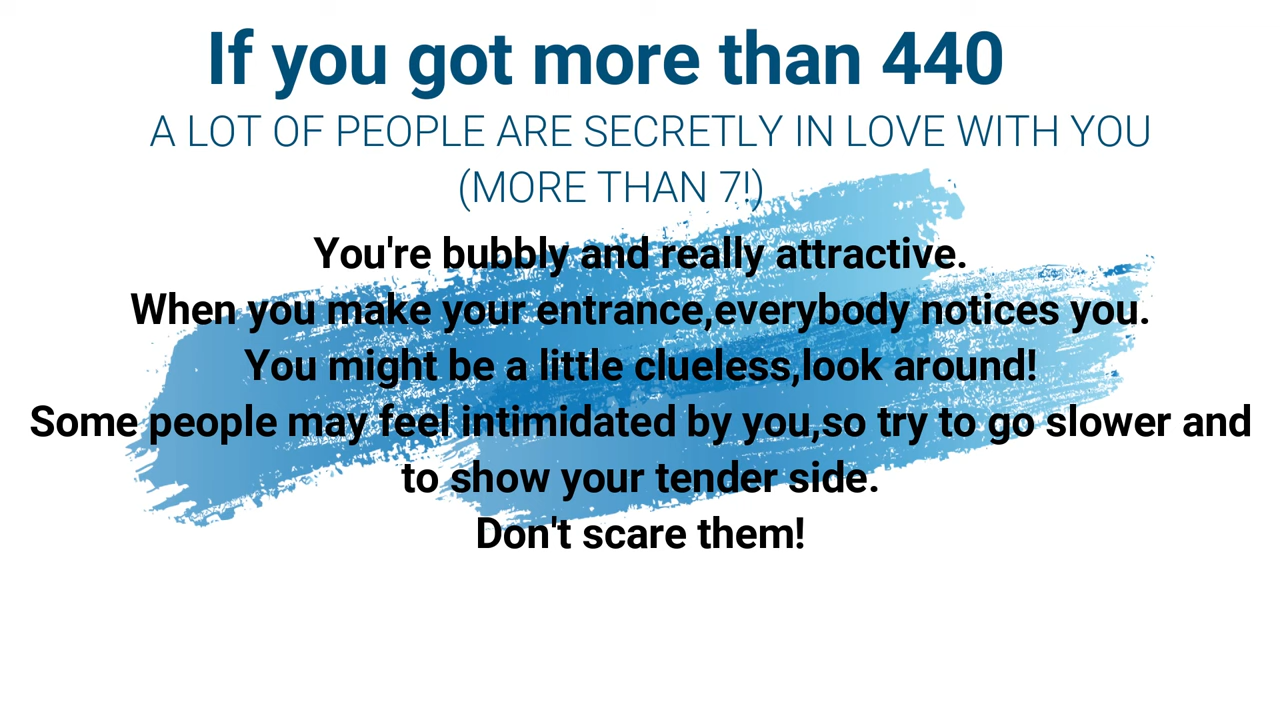 If you got more than 440
A LOT OF PEOPLE ARE SECRETLY IN LOVE WITH YOU
(MORE THAN 7!)
You're bubbly and really attractive.
When you make your entrance,everybody notices you.
You might be a little clueless,look around!
Some people may feel intimidated by you,so try to go slower and
to show your tender side.
Don't scare them!